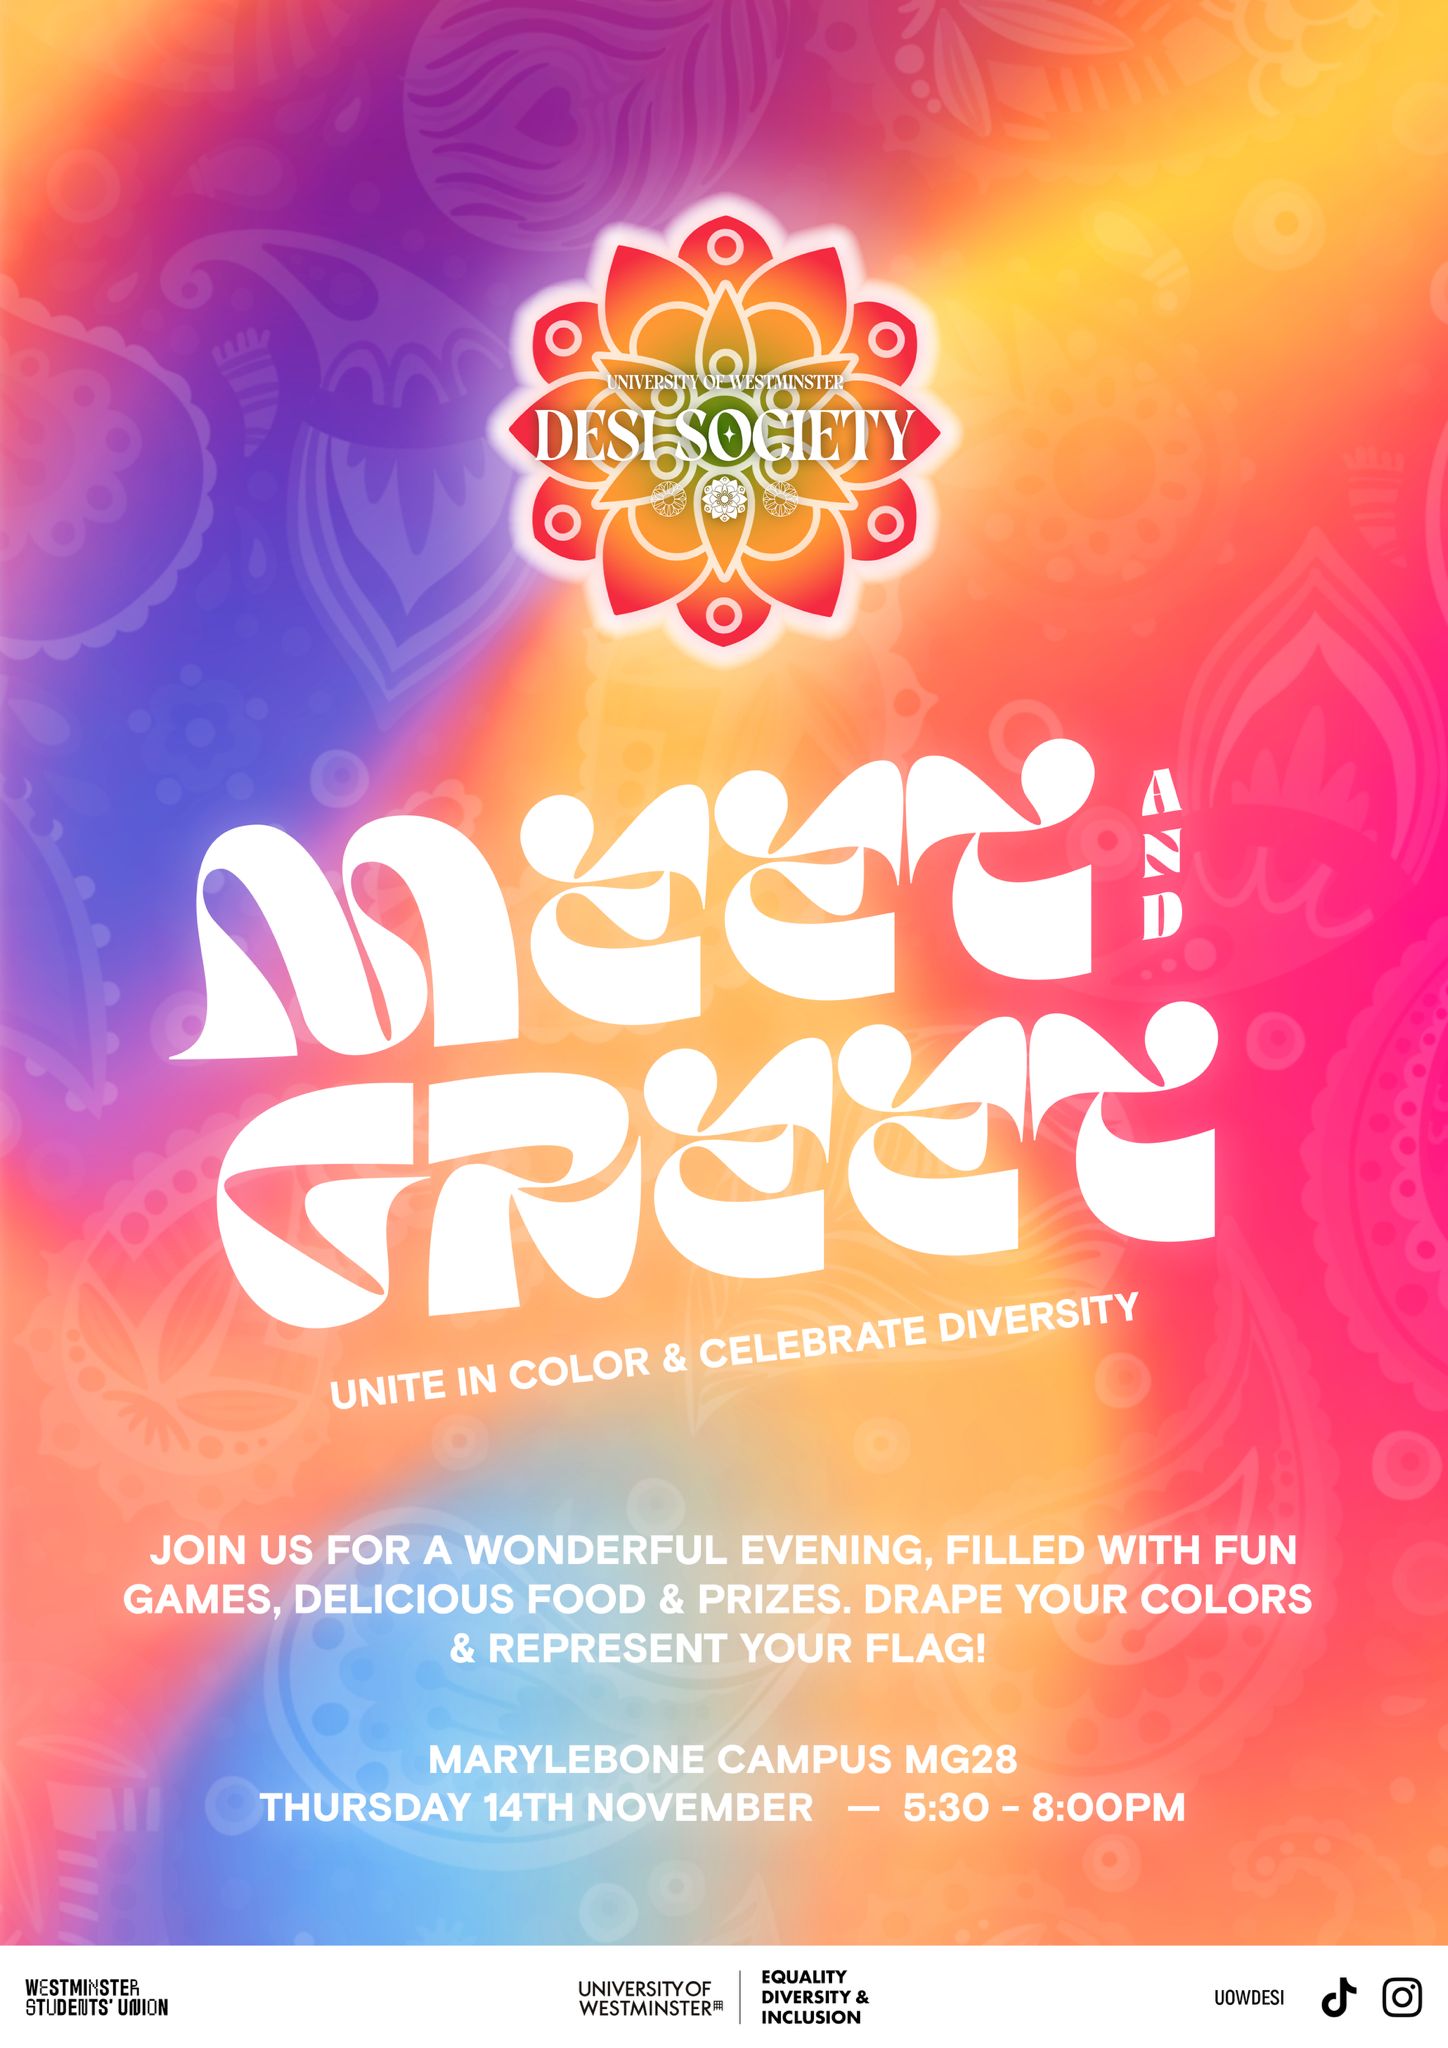 UNIVERSITY OF WESTMINSTER
DESI SOCIETY
MEET
AND
GREET
UNITE IN COLOR & CELEBRATE DIVERSITY
JOIN US FOR A WONDERFUL EVENING, FILLED WITH FUN
GAMES, DELICIOUS FOOD & PRIZES. DRAPE YOUR COLORS
& REPRESENT YOUR FLAG!
MARYLEBONE CAMPUS MG28
THURSDAY 14TH NOVEMBER — 5:30 - 8:00PM
WESTMINSTER
STUDENTS' UNION
UNIVERSITY OF
WESTMINSTER
EQUALITY
DIVERSITY &
INCLUSION
UOWDESI